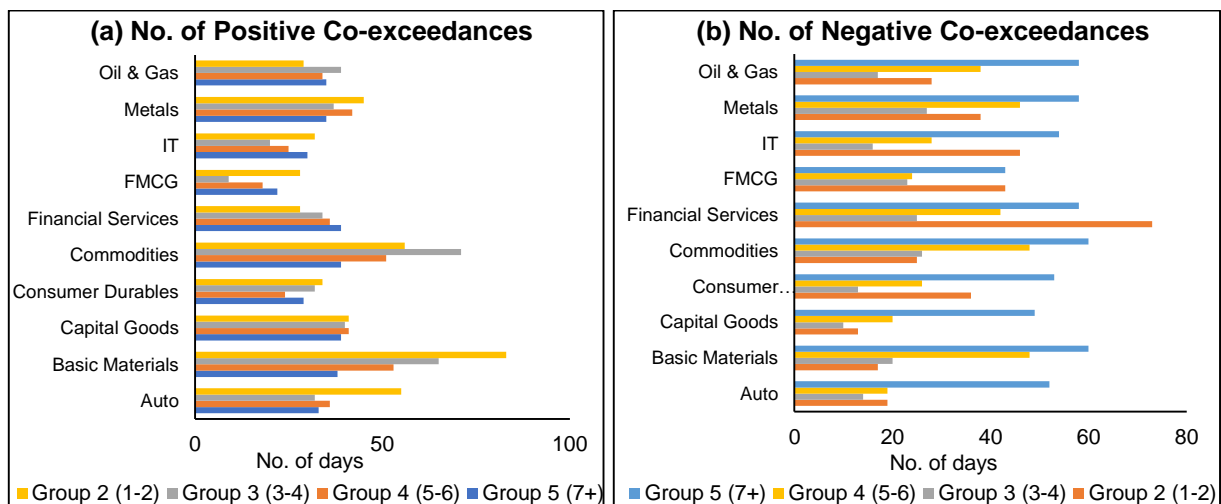 (a) No. of Positive Co-exceedances
Oil & Gas
Metals
IT
FMCG
Financial Services
Commodities
Consumer Durables
Capital Goods
Basic Materials
Auto
0 50 100
No. of days
Group 2 (1-2) Group 3 (3-4) Group 4 (5-6) Group 5 (7+)
(b) No. of Negative Co-exceedances
Oil & Gas
Metals
IT
FMCG
Financial Services
Commodities
Consumer…
Capital Goods
Basic Materials
Auto
0 20 40 60 80
No. of days
Group 5 (7+) Group 4 (5-6) Group 3 (3-4) Group 2 (1-2)